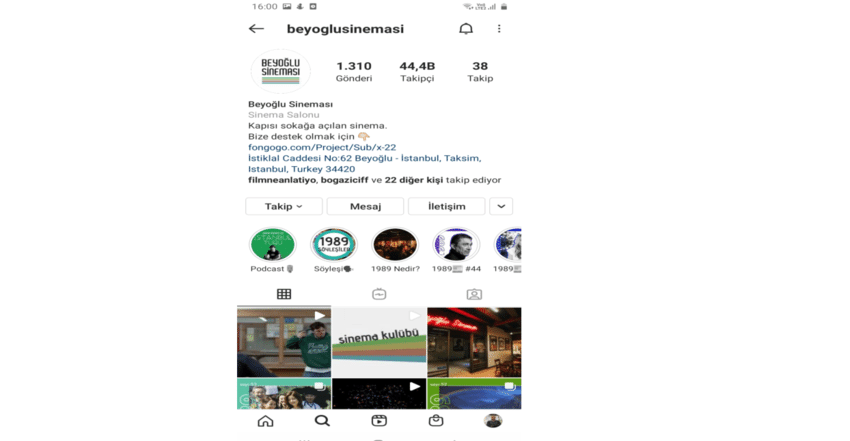 16:00
beyoglusinemasi
BEYOĞLU
SİNEMASI
1.310
44,4B
38
Gönderi
Takipçi
Takip
Beyoğlu Sineması
Sinema Salonu
Kapısı sokağa açılan sinema.
Bize destek olmak için
fongogo.com/Project/Sub/x-22
İstiklal Caddesi No:62 Beyoğlu - İstanbul, Taksim,
Istanbul, Turkey 34420
filmneanlatiyo, bogaziciff ve 22 diğer kişi takip ediyor
Takip
Mesaj
İletişim
1989
SÖYLEŞİLERİ
Podcast
Söyleşi
1989 Nedir?
1989 #44
1989
sinema kulübü